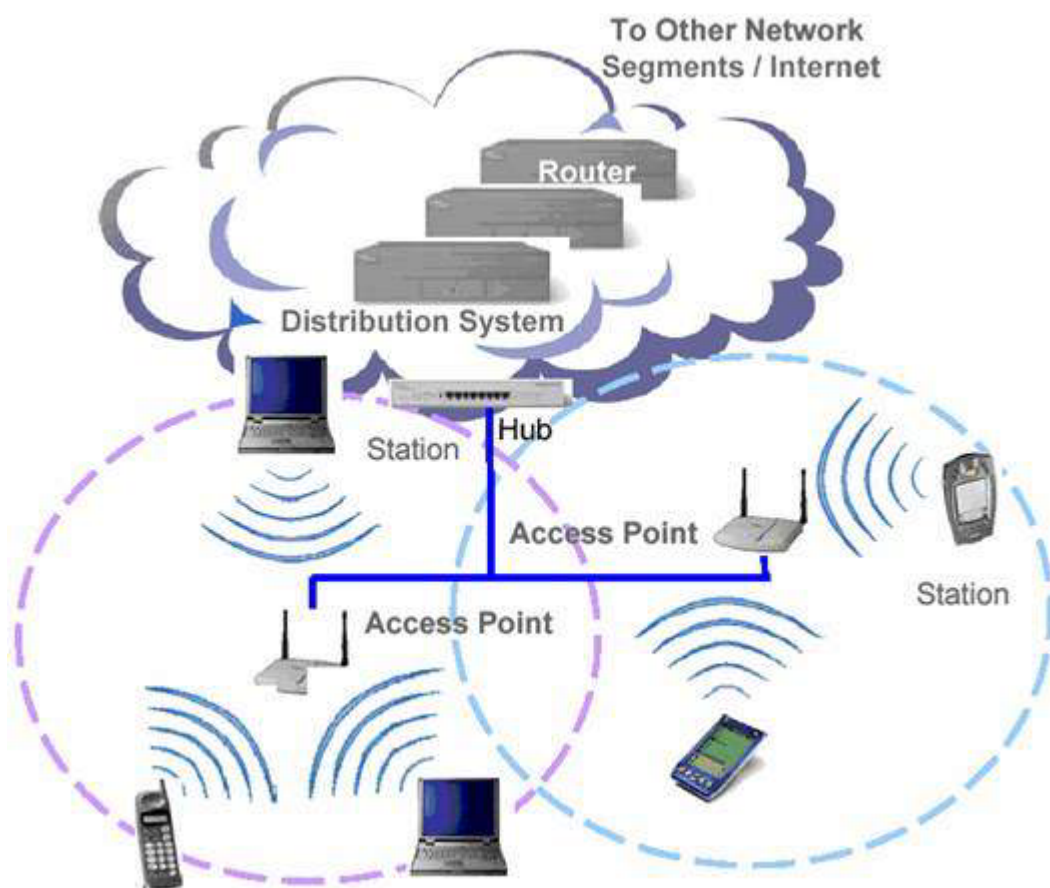 To Other Network
Segments / Internet
Router
Distribution System
Hub
Station
Access Point
Station
Access Point